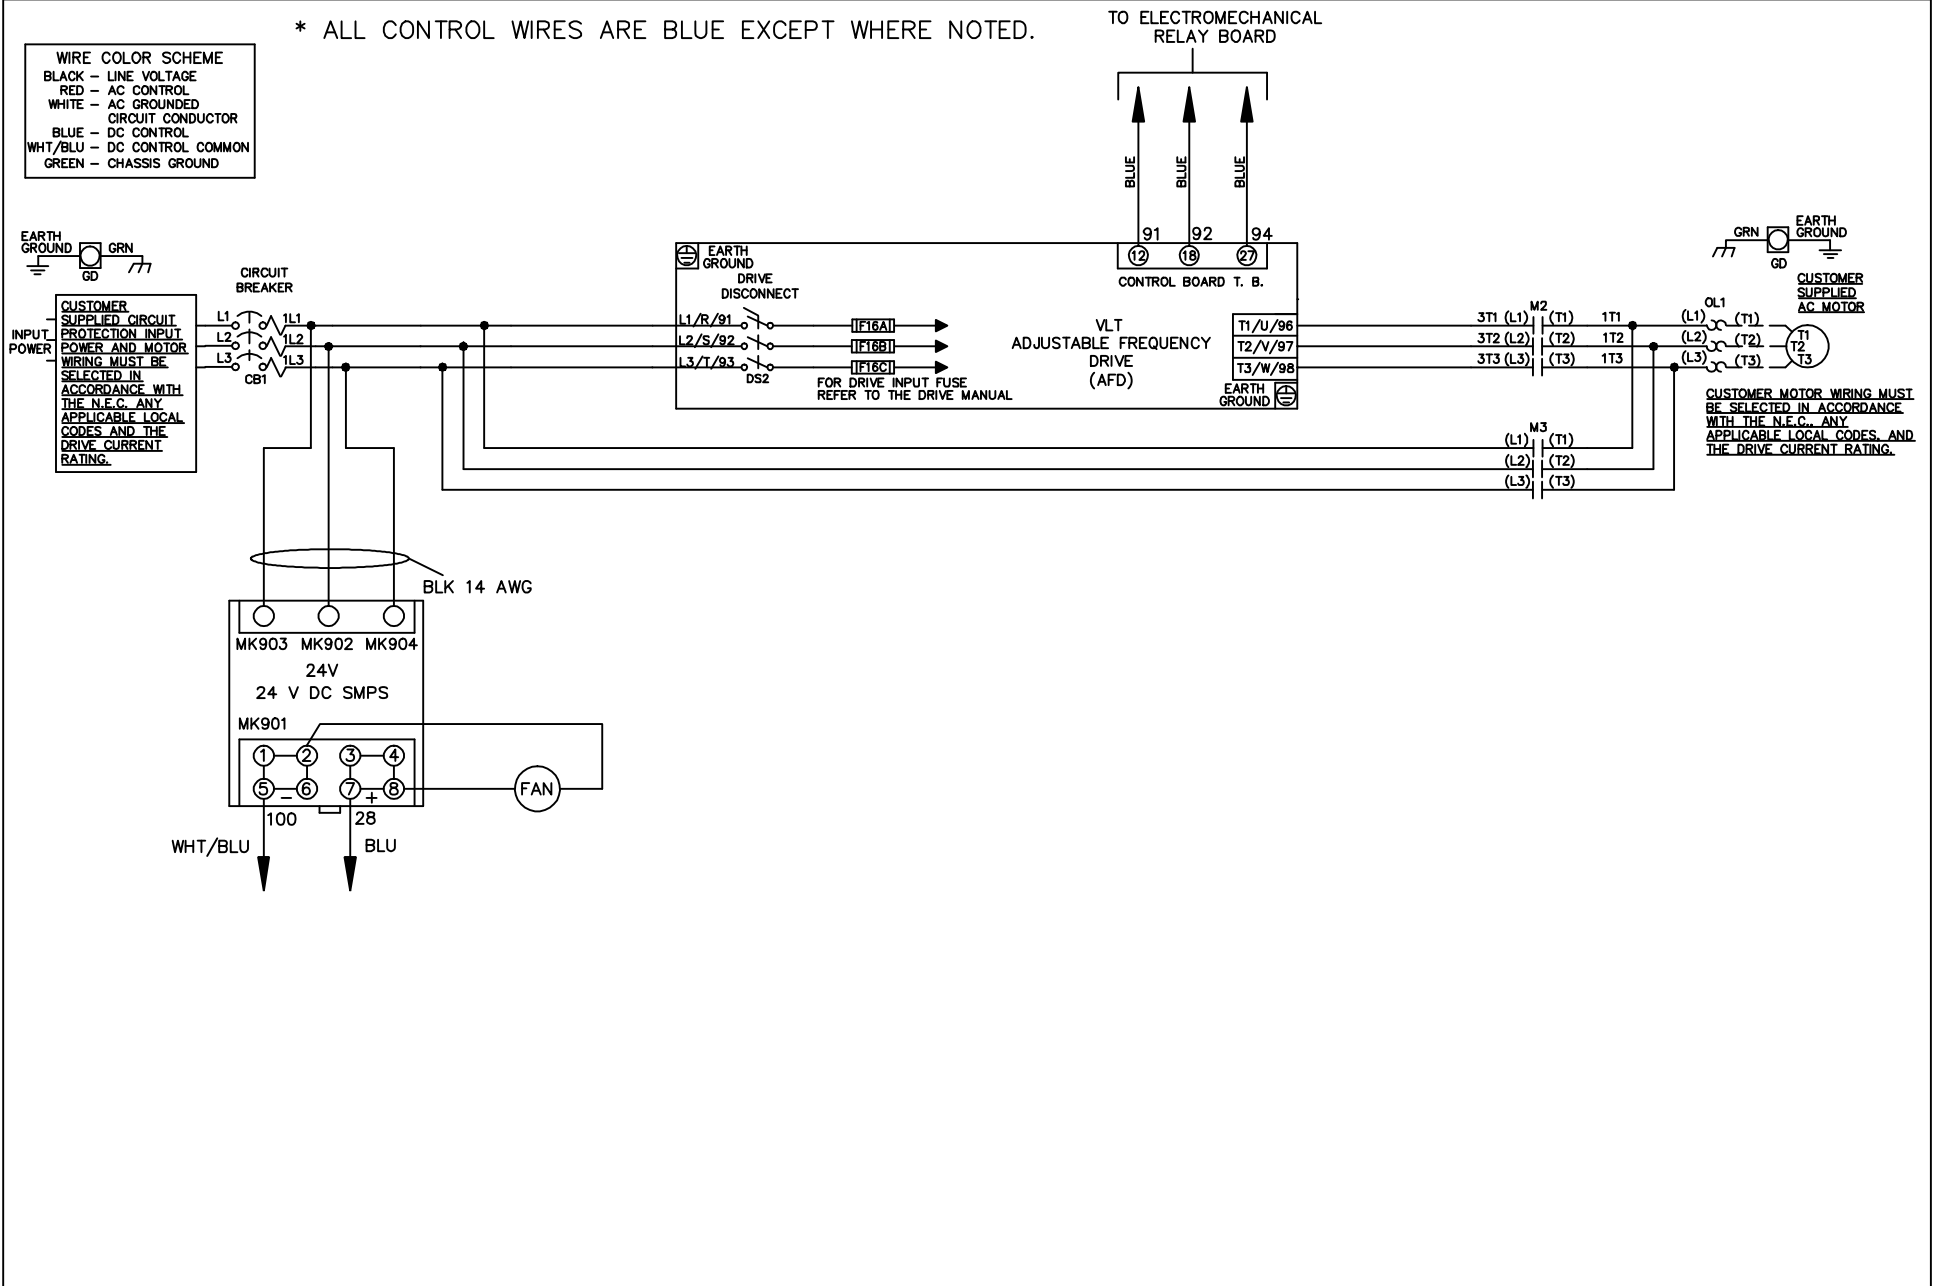 * ALL CONTROL WIRES ARE BLUE EXCEPT WHERE NOTED.
TO ELECTROMECHANICAL
RELAY BOARD
WIRE COLOR SCHEME
BLACK – LINE VOLTAGE
RED – AC CONTROL
WHITE – AC GROUNDED
CIRCUIT CONDUCTOR
BLUE – DC CONTROL
WHT/BLU – DC CONTROL COMMON
GREEN – CHASSIS GROUND
BLUE
BLUE
BLUE
91
92
94
12
18
27
CONTROL BOARD T. B.
EARTH
GROUND
GRN
GD
CIRCUIT
BREAKER
INPUT
POWER
CUSTOMER
SUPPLIED CIRCUIT
PROTECTION INPUT
POWER AND MOTOR
WIRING MUST BE
SELECTED IN
ACCORDANCE WITH
THE N.E.C. ANY
APPLICABLE LOCAL
CODES AND THE
DRIVE CURRENT
RATING.
L1
1L1
L2
1L2
L3
1L3
CB1
EARTH
GROUND
DRIVE
DISCONNECT
L1/R/91
L2/S/92
L3/T/93
DS2
F16A
F16B
F16C
FOR DRIVE INPUT FUSE
REFER TO THE DRIVE MANUAL
VLT
ADJUSTABLE FREQUENCY
DRIVE
(AFD)
T1/U/96
T2/V/97
T3/W/98
EARTH
GROUND
M2
3T1 (L1) (T1) 1T1
3T2 (L2) (T2) 1T2
3T3 (L3) (T3) 1T3
M3
(L1) (T1)
(L2) (T2)
(L3) (T3)
GRN
EARTH
GROUND
GD
CUSTOMER
SUPPLIED
AC MOTOR
OL1
(L1) (T1)
(L2) (T2)
(L3) (T3)
T1
T2
T3
CUSTOMER MOTOR WIRING MUST
BE SELECTED IN ACCORDANCE
WITH THE N.E.C., ANY
APPLICABLE LOCAL CODES, AND
THE DRIVE CURRENT RATING.
BLK 14 AWG
MK903 MK902 MK904
24V
24 V DC SMPS
MK901
1 2 3 4
5 – 6 7 + 8
FAN
100
28
WHT/BLU
BLU